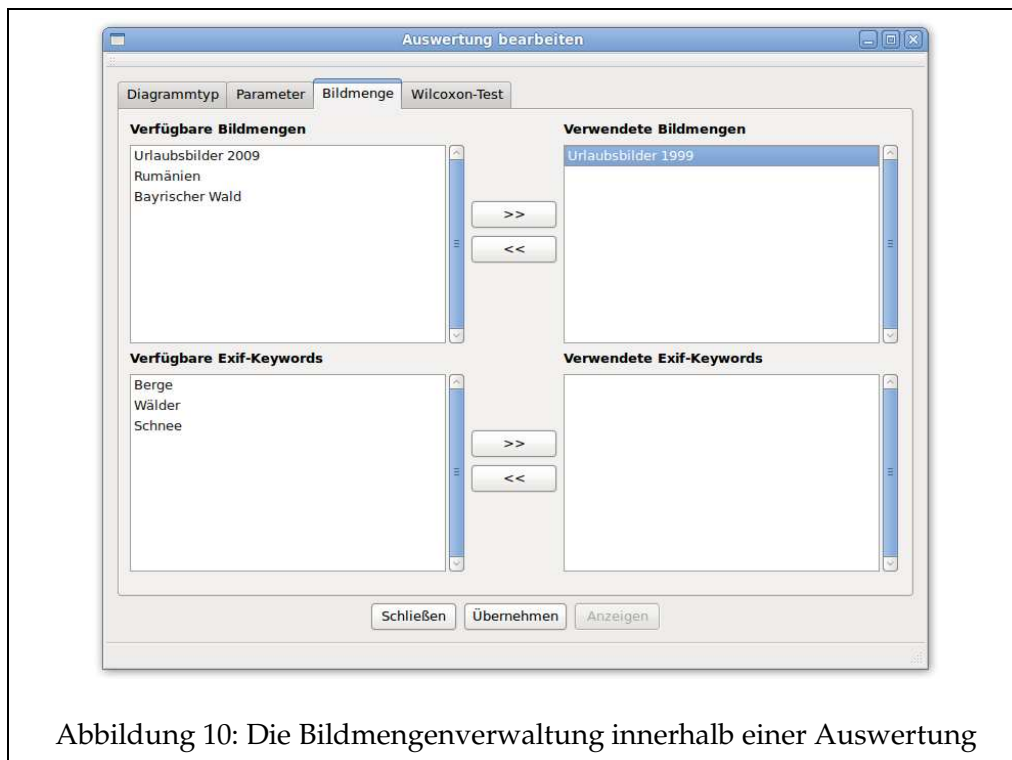 Auswertung bearbeiten
Diagrammtyp Parameter Bildmenge Wilcoxon-Test
Verfügbare Bildmengen
Urlaubsbilder 2009
Rumänien
Bayrischer Wald
>>
<<
Verwendete Bildmengen
Urlaubsbilder 1999
Verfügbare Exif-Keywords
Berge
Wälder
Schnee
>>
<<
Verwendete Exif-Keywords
Schließen Übernehmen Anzeigen
Abbildung 10: Die Bildmengenverwaltung innerhalb einer Auswertung